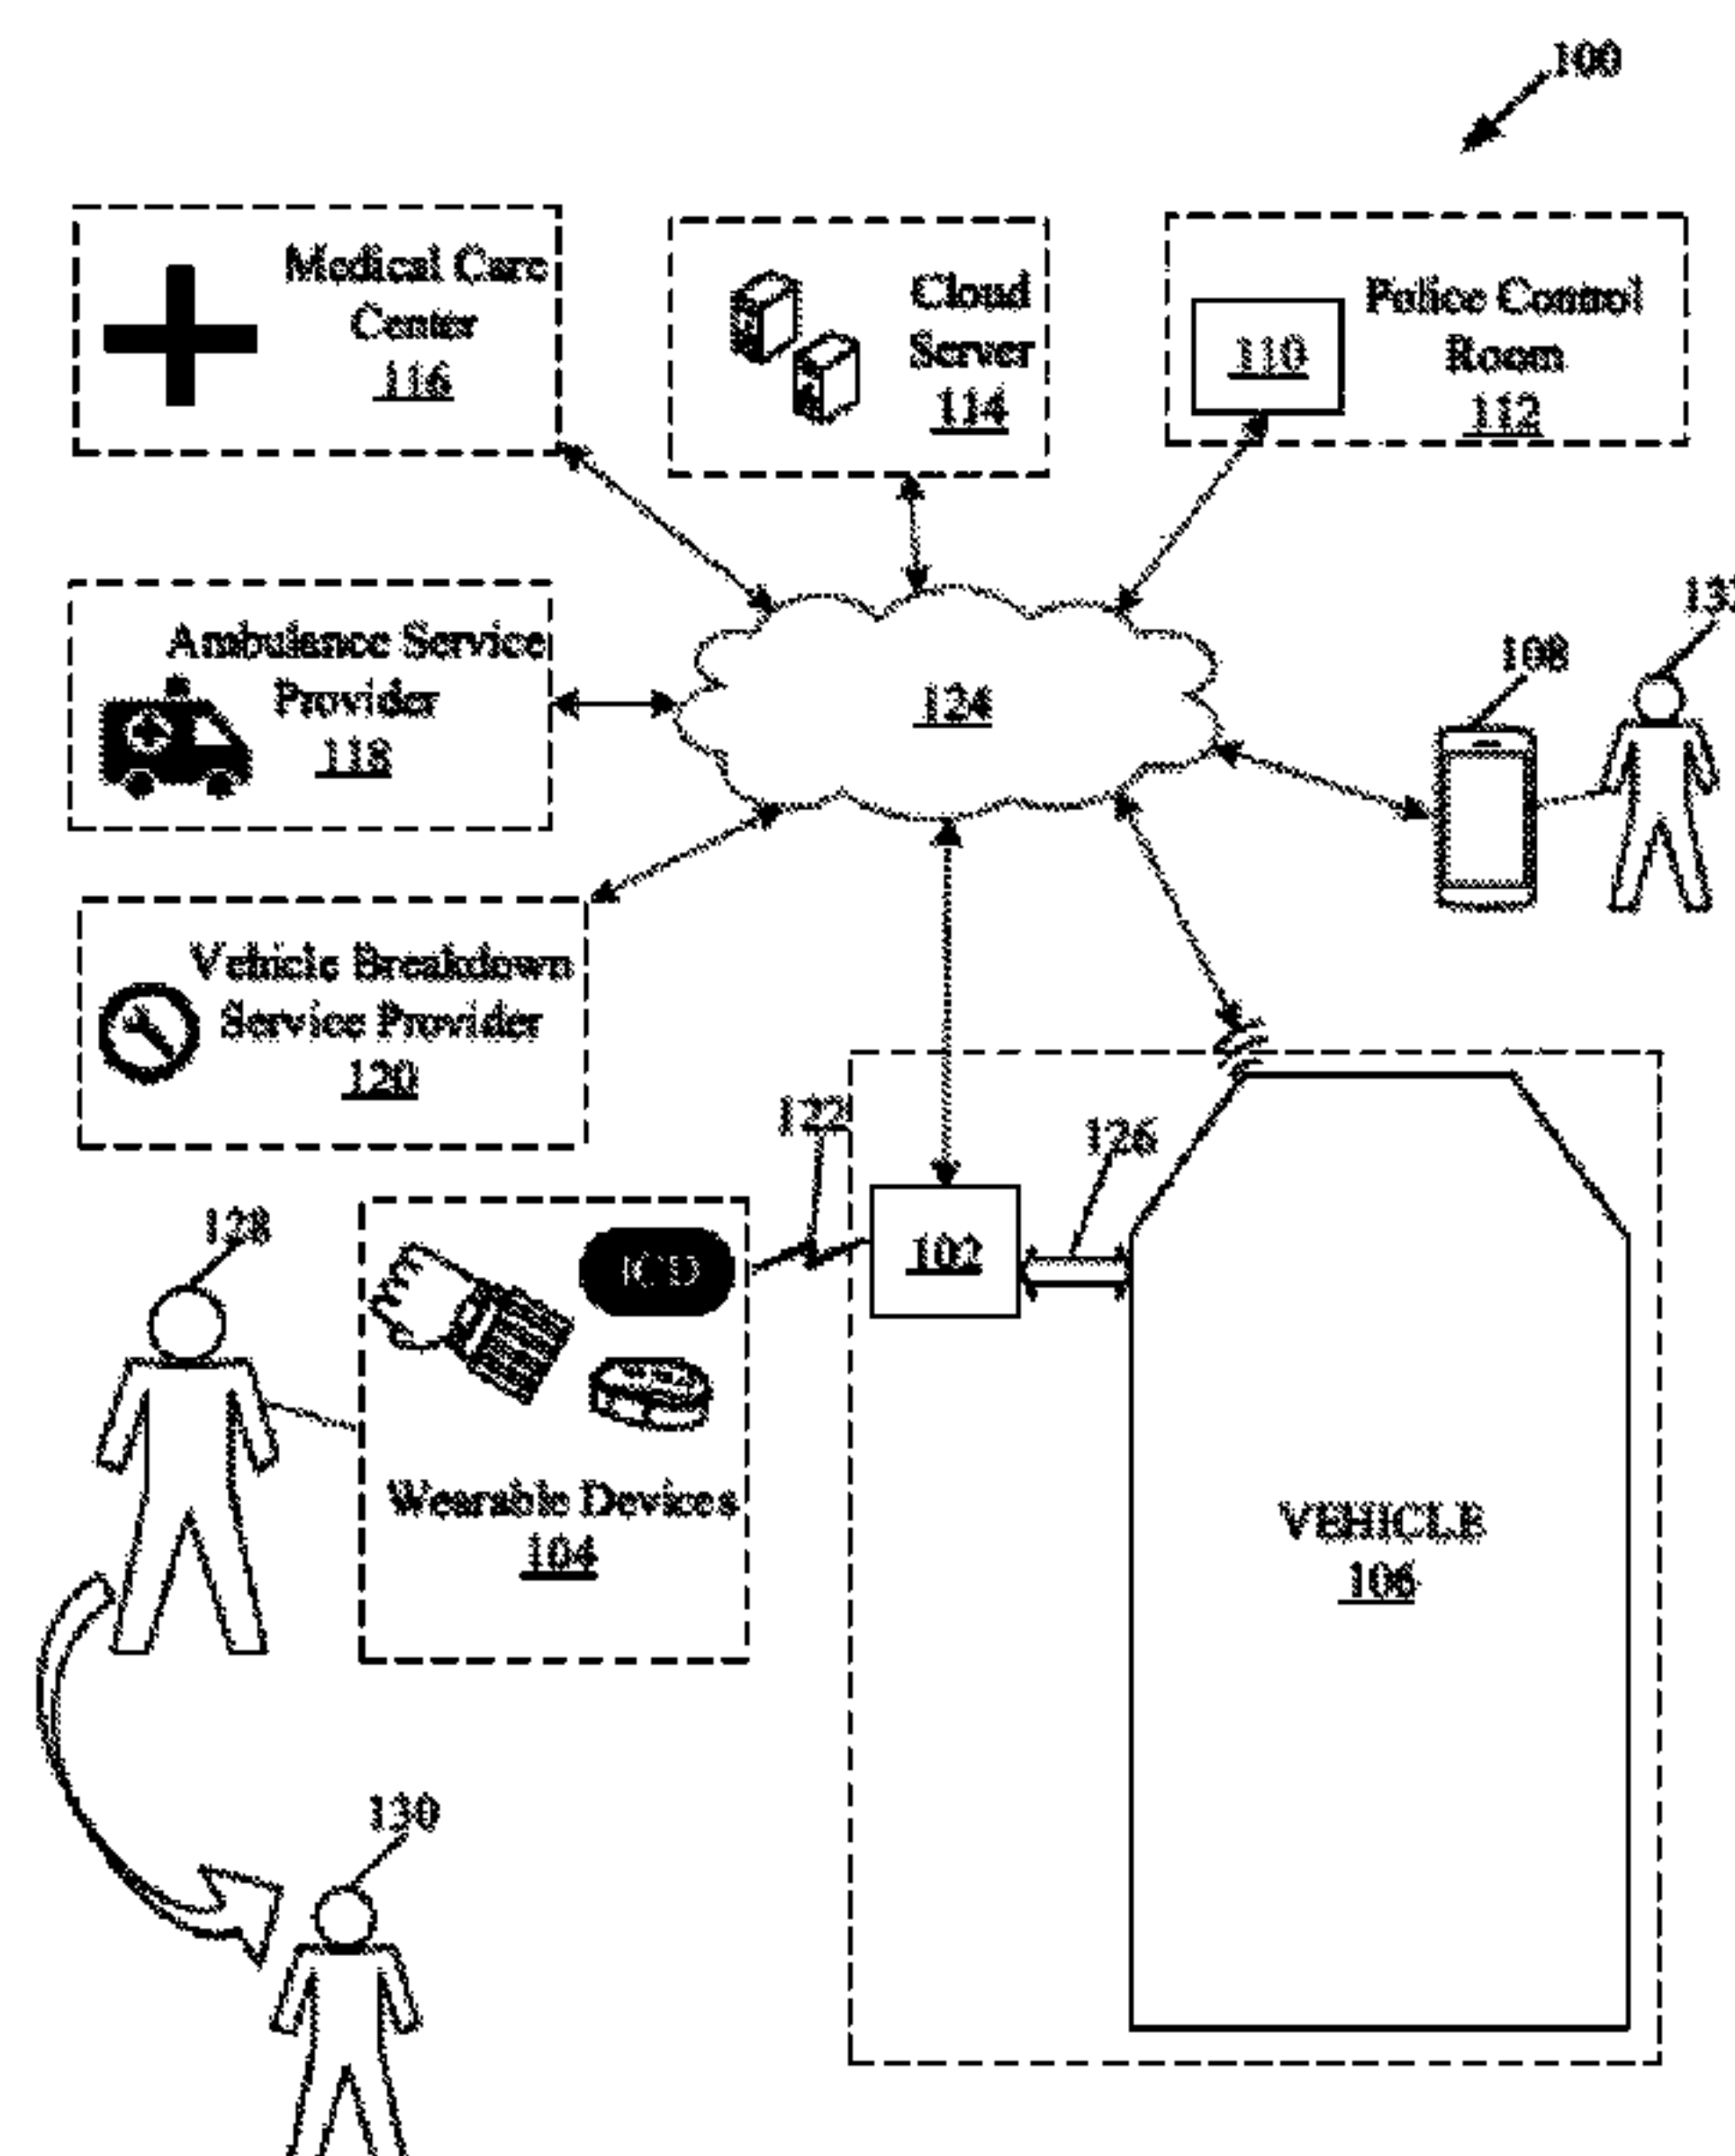 100
Medical Care
Center
116
Cloud
Server
114
110
Police Control
Room
112
Ambulance Service
Provider
118
124
108
Vehicle Breakdown
Service Provider
120
122
126
102
128
ICD
Wearable Devices
104
VEHICLE
106
130